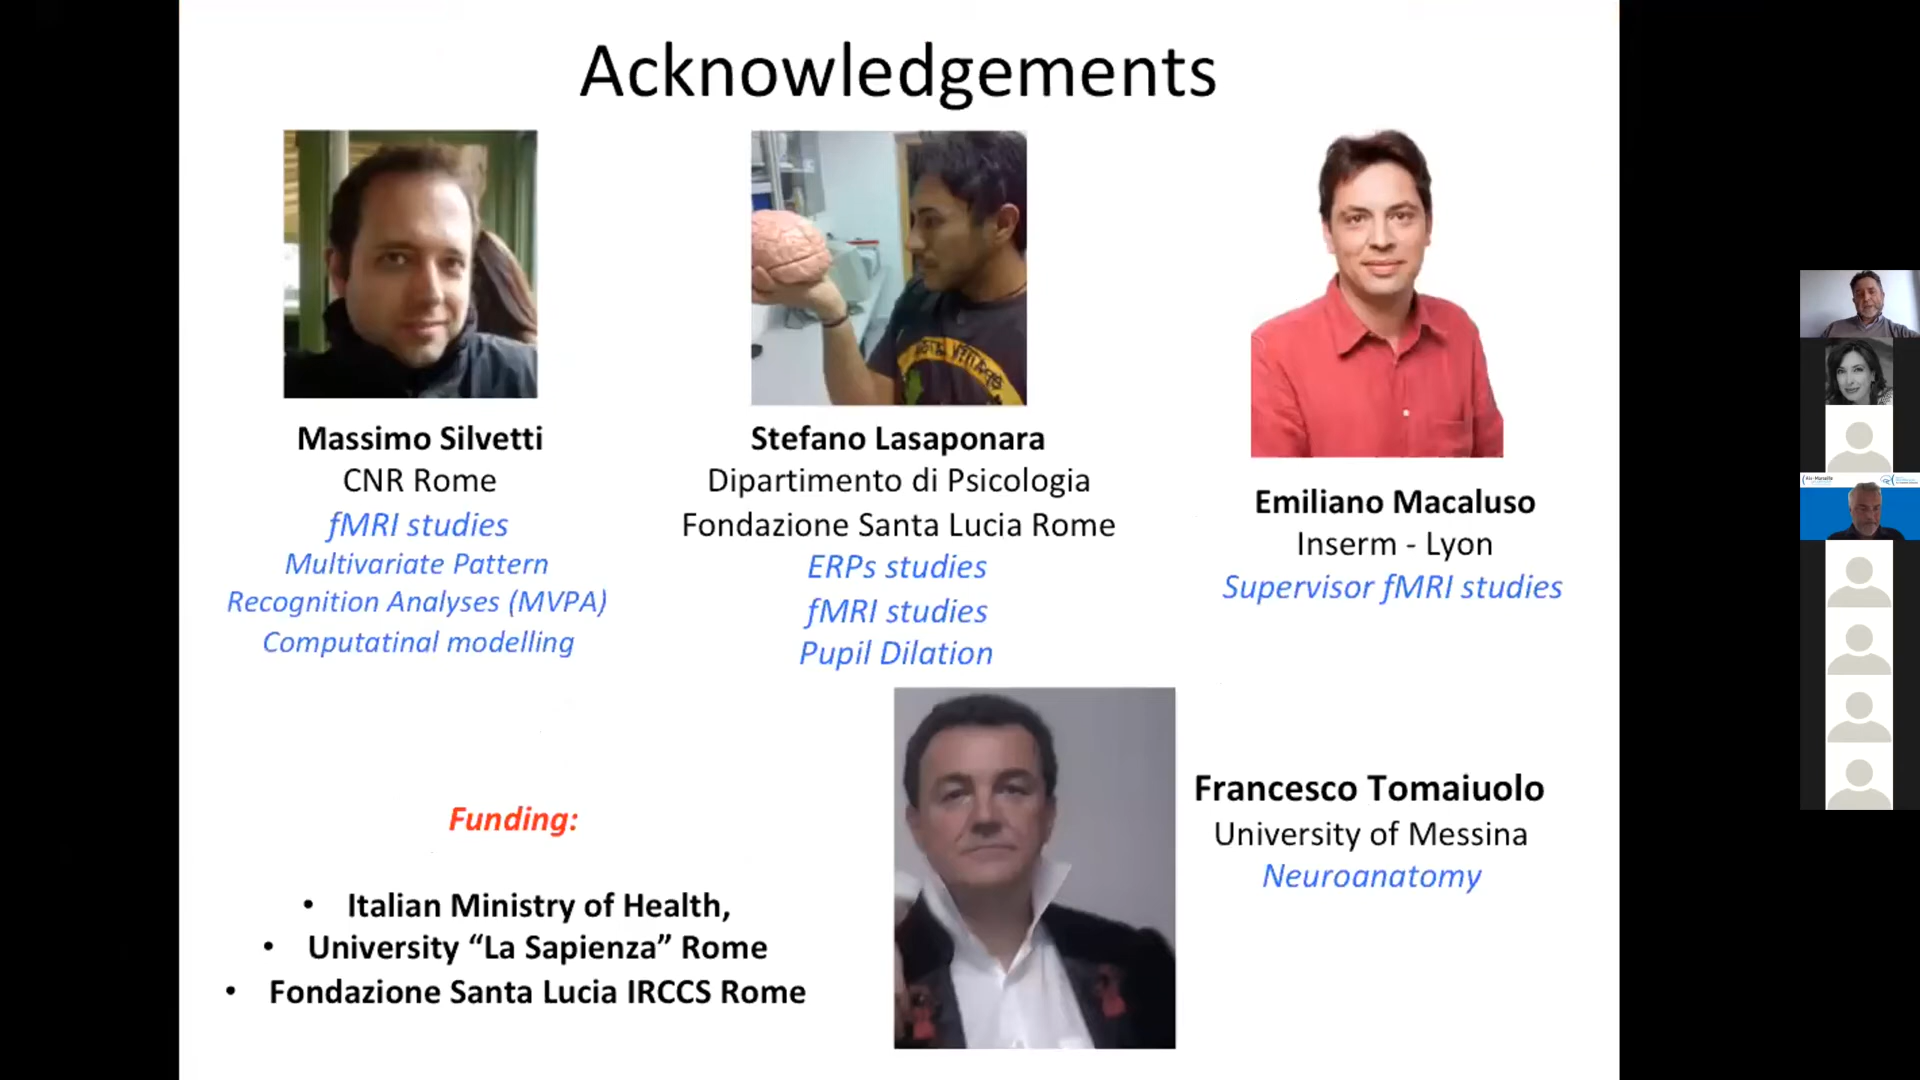 Acknowledgements
Massimo Silvetti
CNR Rome
fMRI studies
Multivariate Pattern
Recognition Analyses (MVPA)
Computatinal modelling
Stefano Lasaponara
Dipartimento di Psicologia
Fondazione Santa Lucia Rome
ERPs studies
fMRI studies
Pupil Dilation
Emiliano Macaluso
Inserm - Lyon
Supervisor fMRI studies
Francesco Tomaiuolo
University of Messina
Neuroanatomy
Funding:
• Italian Ministry of Health,
• University “La Sapienza” Rome
• Fondazione Santa Lucia IRCCS Rome